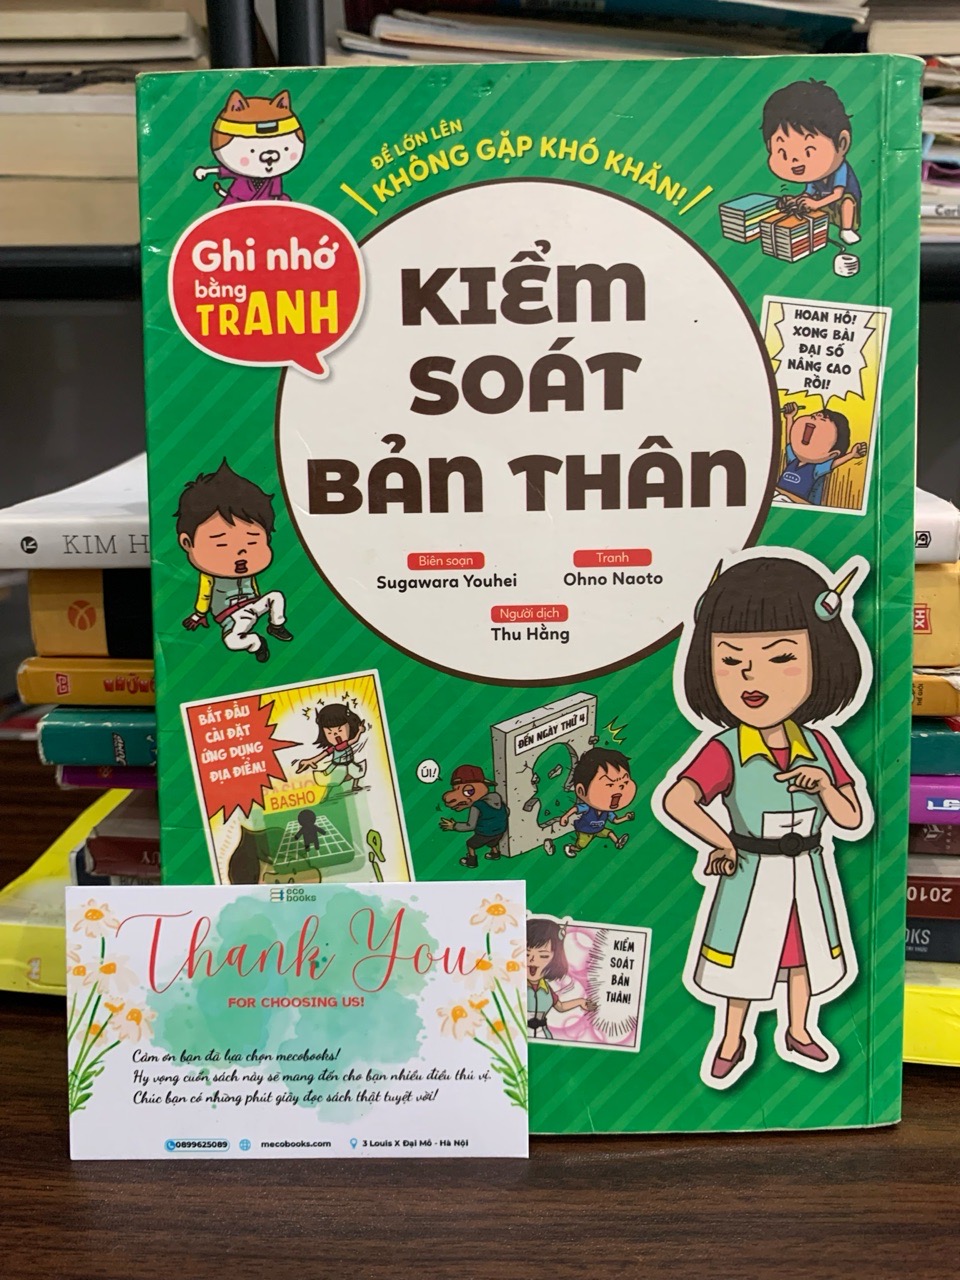 ĐỂ LỚN LÊN
KHÔNG GẶP KHÓ KHĂN!
Ghi nhớ
bằng
TRANH
KIỂM
SOÁT
BẢN THÂN
Biên soạn
Sugawara Youhei
Tranh
Ohno Naoto
Người dịch
Thu Hằng
HOAN HÔ!
XONG BÀI
ĐẠI SỐ
NÂNG CAO
RỒI!
BẮT ĐẦU
CÀI ĐẶT
ỨNG DỤNG
ĐỊA ĐIỂM!
BASHO
ĐẾN NGÀY THỨ 4
ÚI!
KIỂM
SOÁT
BẢN
THÂN!
KIM H
2010
eco
books
Thank You
FOR CHOOSING US!
Cảm ơn bạn đã lựa chọn mecobooks!
Hy vọng cuốn sách này sẽ mang đến cho bạn nhiều điều thú vị.
Chúc bạn có những phút giây đọc sách thật tuyệt vời!
0899625089
mecobooks.com
3 Louis X Đại Mỗ - Hà Nội